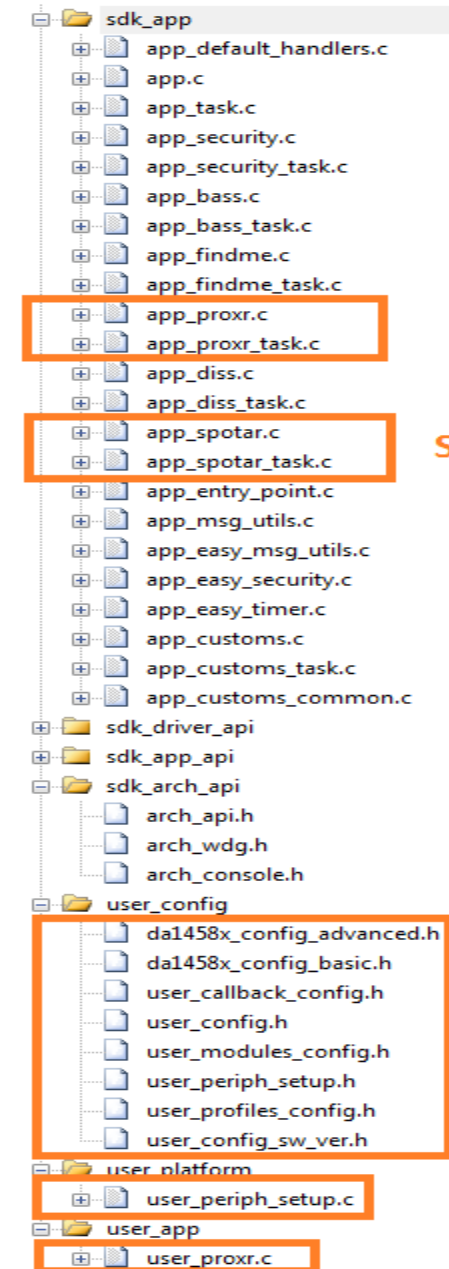 sdk_app
app_default_handlers.c
app.c
app_task.c
app_security.c
app_security_task.c
app_bass.c
app_bass_task.c
app_findme.c
app_findme_task.c
app_proxr.c
app_proxr_task.c
app_diss.c
app_diss_task.c
app_spotar.c
S
app_spotar_task.c
app_entry_point.c
app_msg_utils.c
app_easy_msg_utils.c
app_easy_security.c
app_easy_timer.c
app_customs.c
app_customs_task.c
app_customs_common.c
sdk_driver_api
sdk_app_api
sdk_arch_api
arch_api.h
arch_wdg.h
arch_console.h
user_config
da1458x_config_advanced.h
da1458x_config_basic.h
user_callback_config.h
user_config.h
user_modules_config.h
user_periph_setup.h
user_profiles_config.h
user_config_sw_ver.h
user_platform
user_periph_setup.c
user_app
user_proxr.c